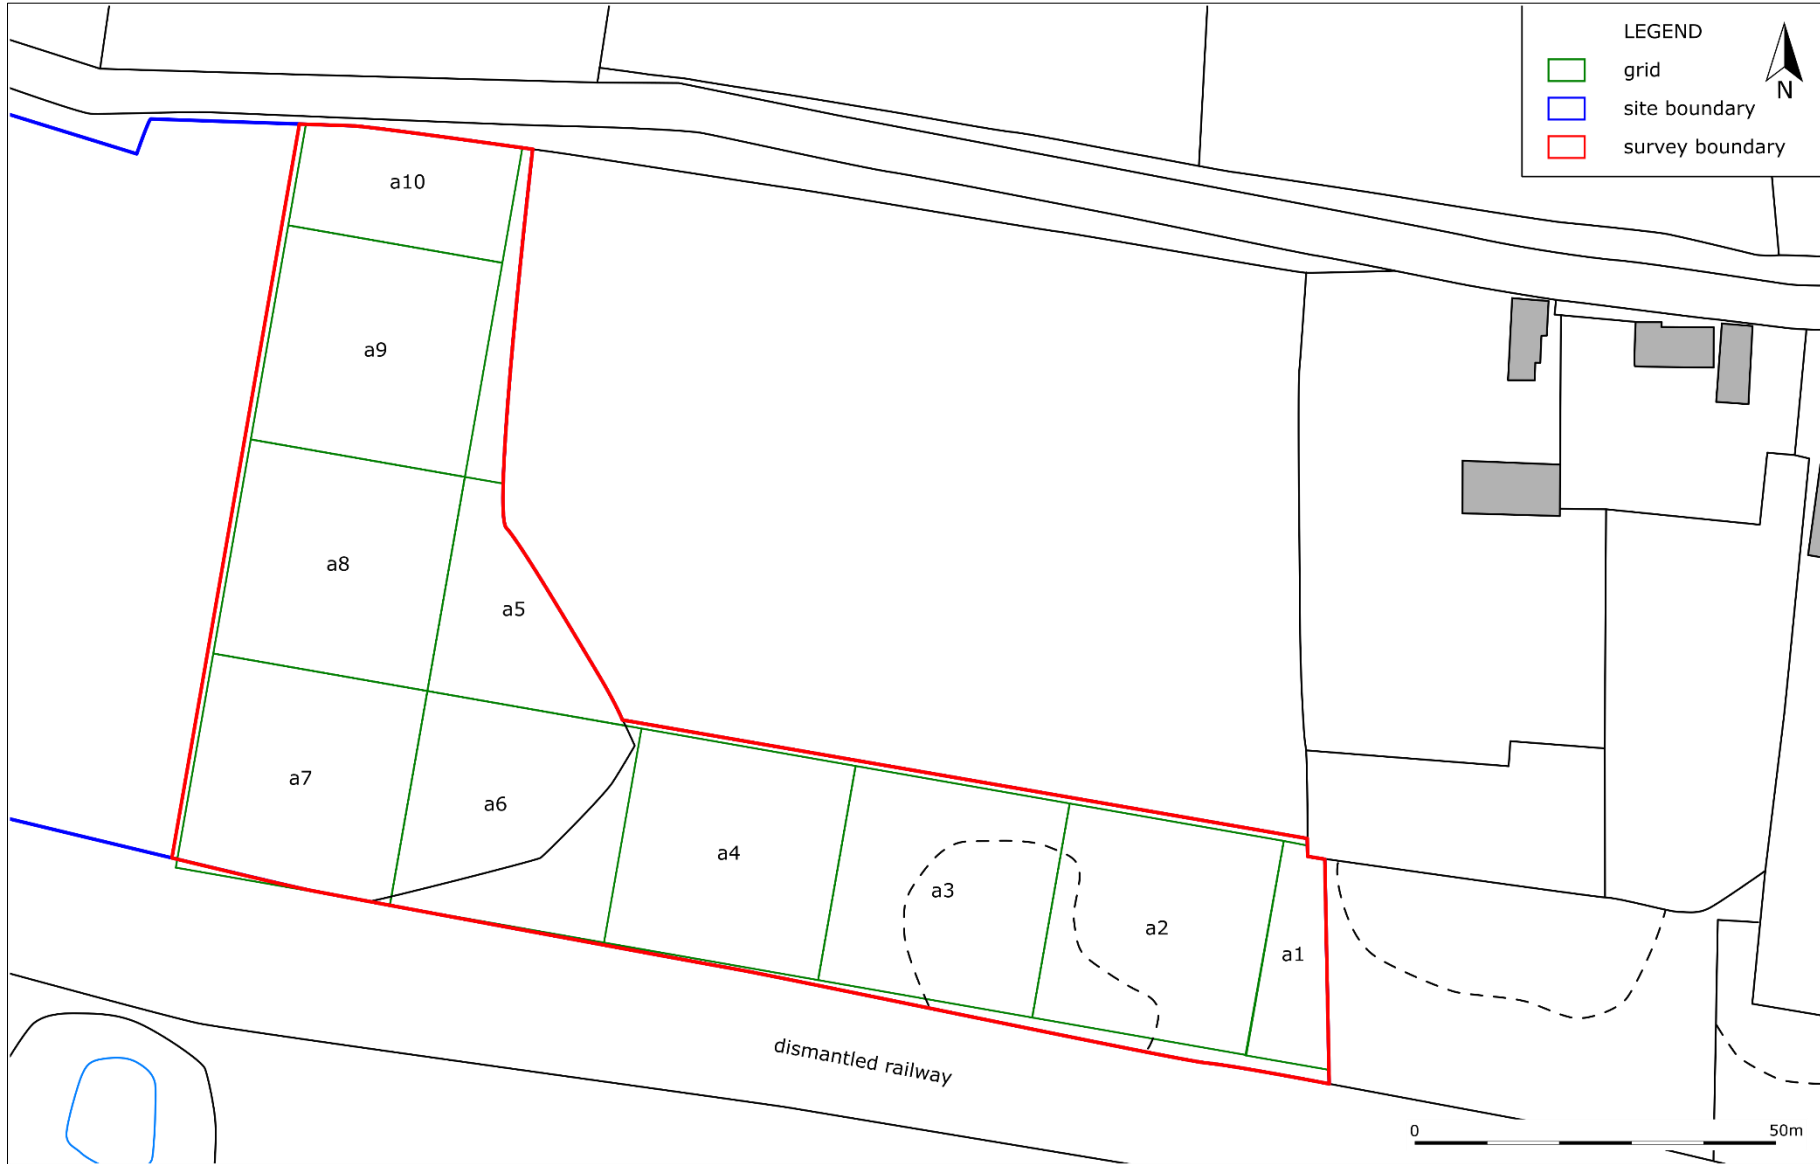 LEGEND
grid
N
site boundary
survey boundary
a10
a9
a8
a5
a7
a6
a4
a3
a2
a1
dismantled railway
0 50m